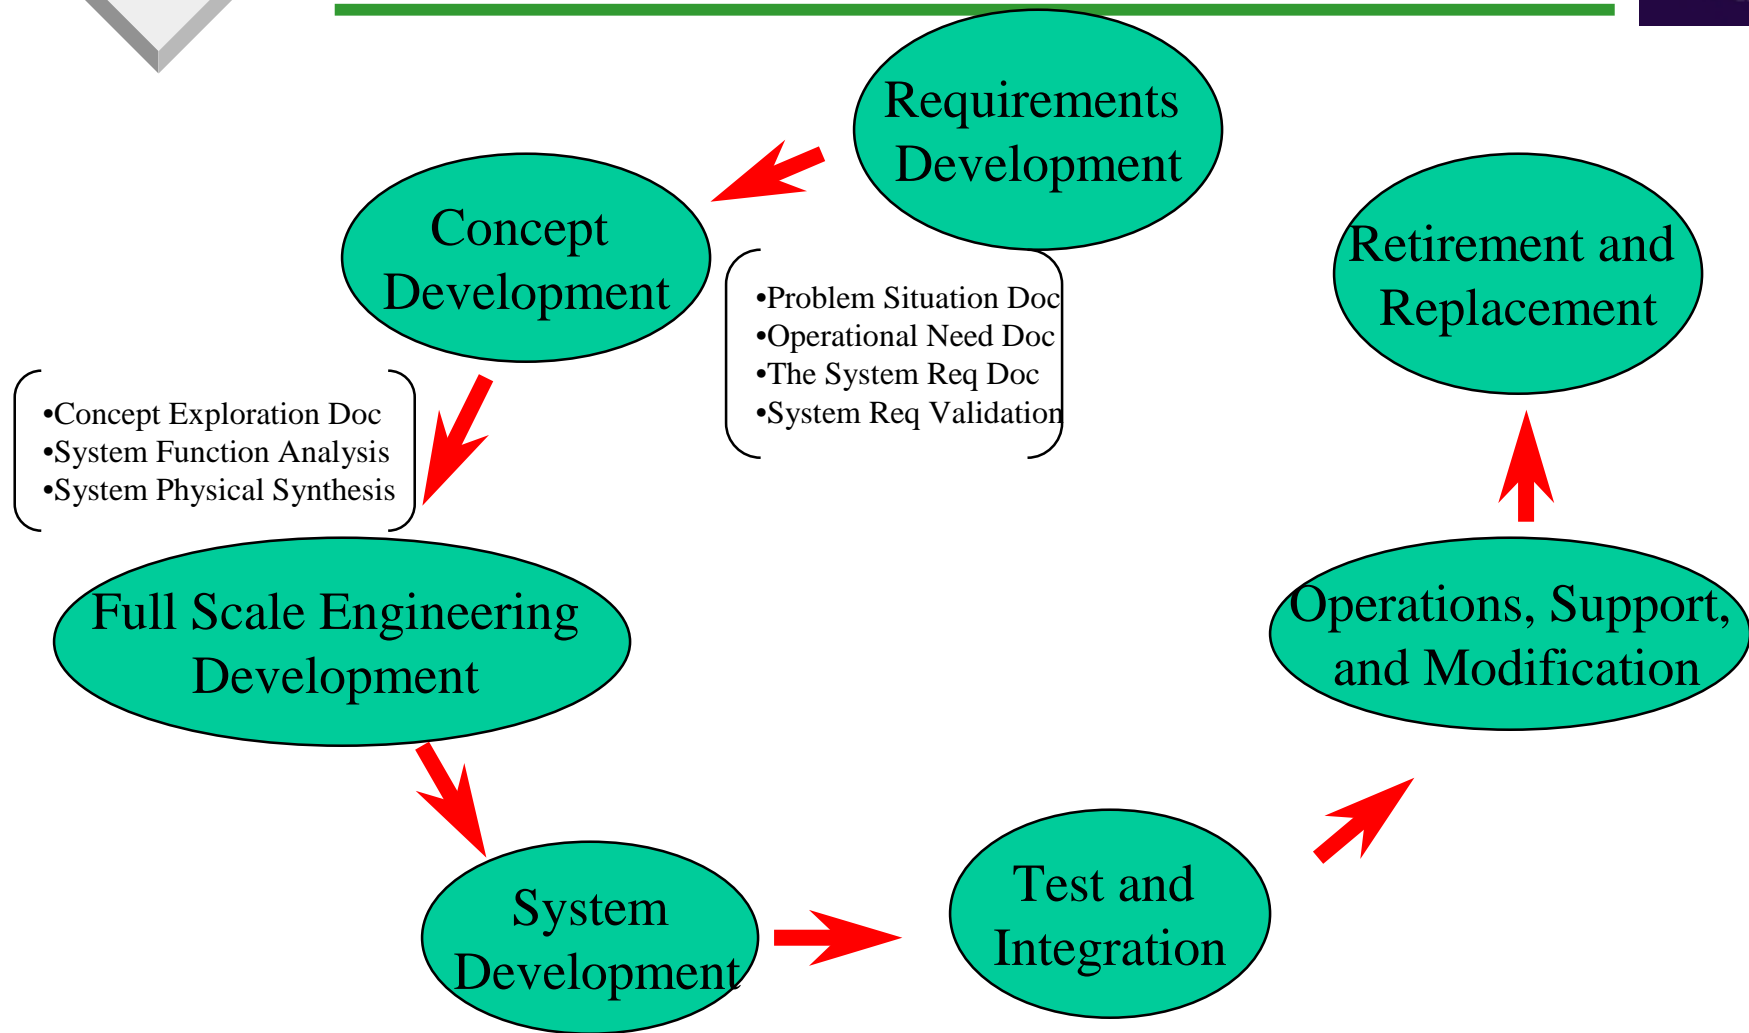 Requirements
Development
Concept
Development
•Problem Situation Doc
•Operational Need Doc
•The System Req Doc
•System Req Validation
•Concept Exploration Doc
•System Function Analysis
•System Physical Synthesis
Full Scale Engineering
Development
System
Development
Test and
Integration
Operations, Support,
and Modification
Retirement and
Replacement